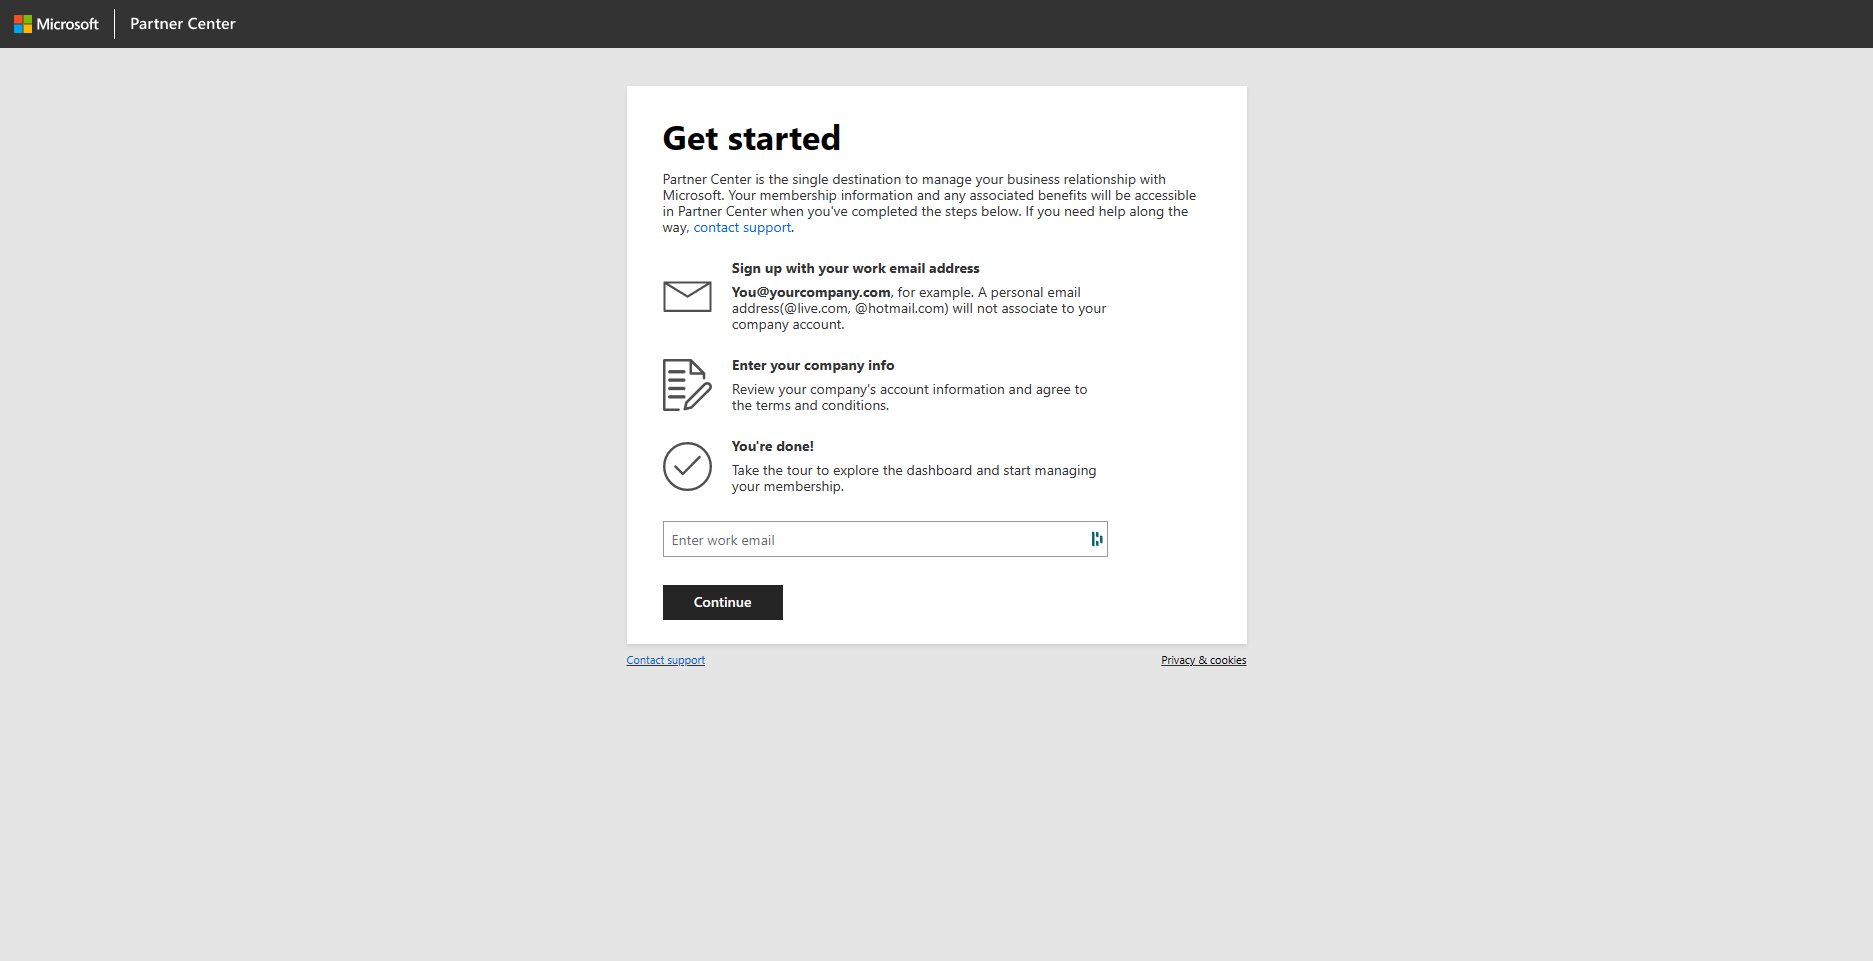 Microsoft
Partner Center
Get started
Partner Center is the single destination to manage your business relationship with
Microsoft. Your membership information and any associated benefits will be accessible
in Partner Center when you've completed the steps below. If you need help along the
way, contact support.
Sign up with your work email address
You@yourcompany.com, for example. A personal email
address(@live.com, @hotmail.com) will not associate to your
company account.
Enter your company info
Review your company's account information and agree to
the terms and conditions.
You're done!
Take the tour to explore the dashboard and start managing
your membership.
Enter work email
Continue
Contact support
Privacy & cookies